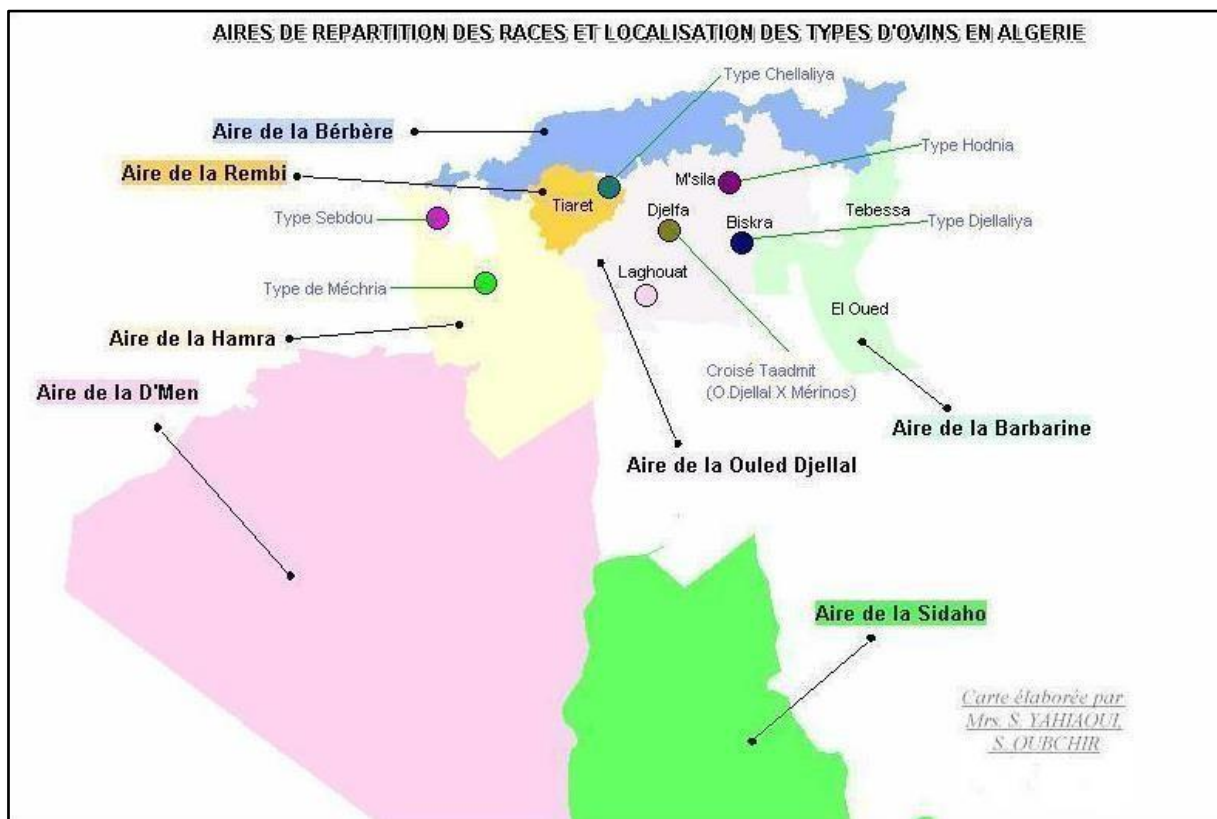 AIRES DE REPARTITION DES RACES ET LOCALISATION DES TYPES D'OVINS EN ALGERIE
Type Chellaliya
Aire de la Bérbère
Type Hodnia
Aire de la Rembi
M'sila
Tiaret
Type Sebdou
Djelfa
Biskra
Tebessa
Type Djellaliya
Laghouat
Type de Méchria
El Oued
Aire de la Hamra
Croisé Taadmit
(O.Djellal X Mérinos)
Aire de la D'Men
Aire de la Barbarine
Aire de la Ouled Djellal
Aire de la Sidaho
Carte élaborée par
Mrs. S. YAHIAOUI,
S. OUBCHIR